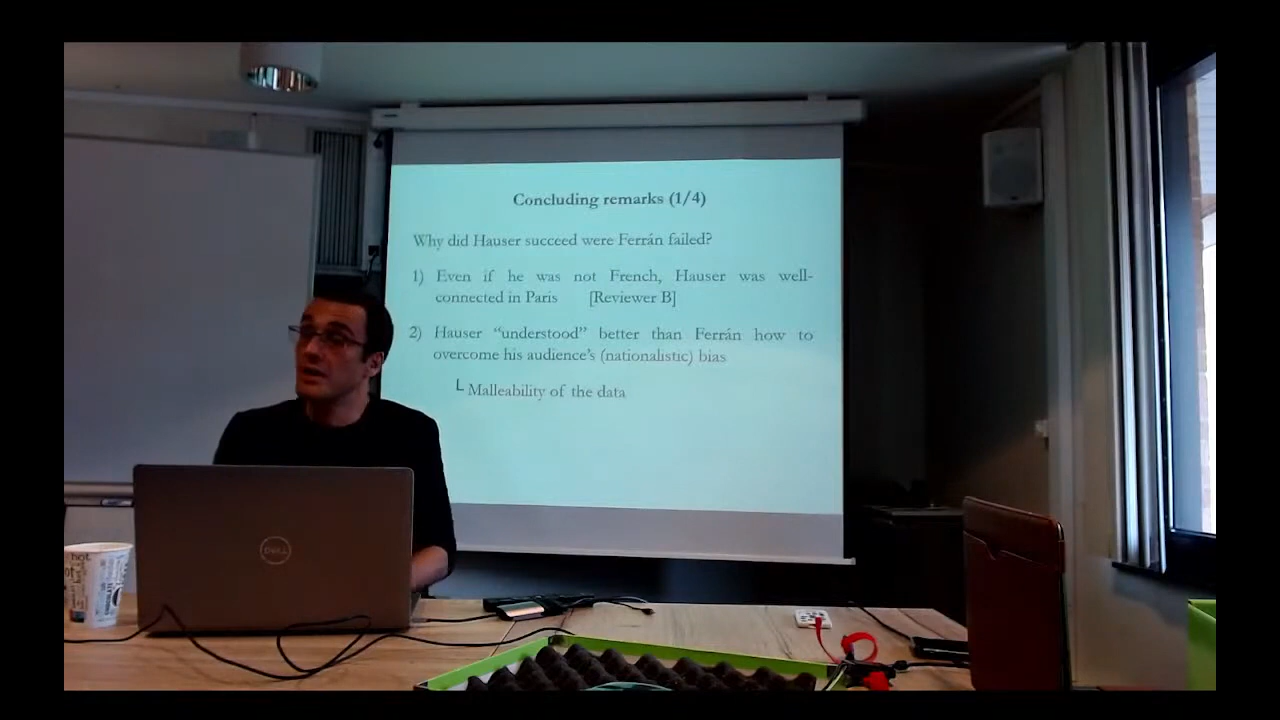 Concluding remarks (1/4)
Why did Hauser succeed were Ferrán failed?
1) Even if he was not French, Hauser was well-
connected in Paris [Reviewer B]
2) Hauser “understood” better than Ferrán how to
overcome his audience’s (nationalistic) bias
└ Malleability of the data
DELL
hot